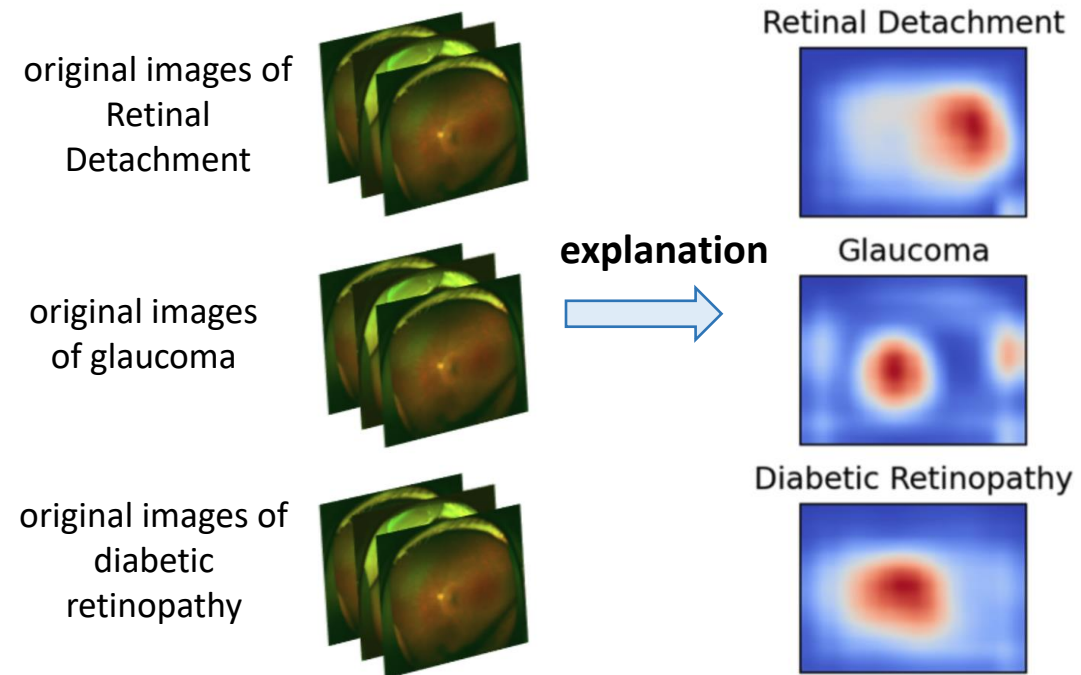 original images of
Retinal
Detachment
Retinal Detachment
explanation
original images
of glaucoma
Glaucoma
original images of
diabetic
retinopathy
Diabetic Retinopathy